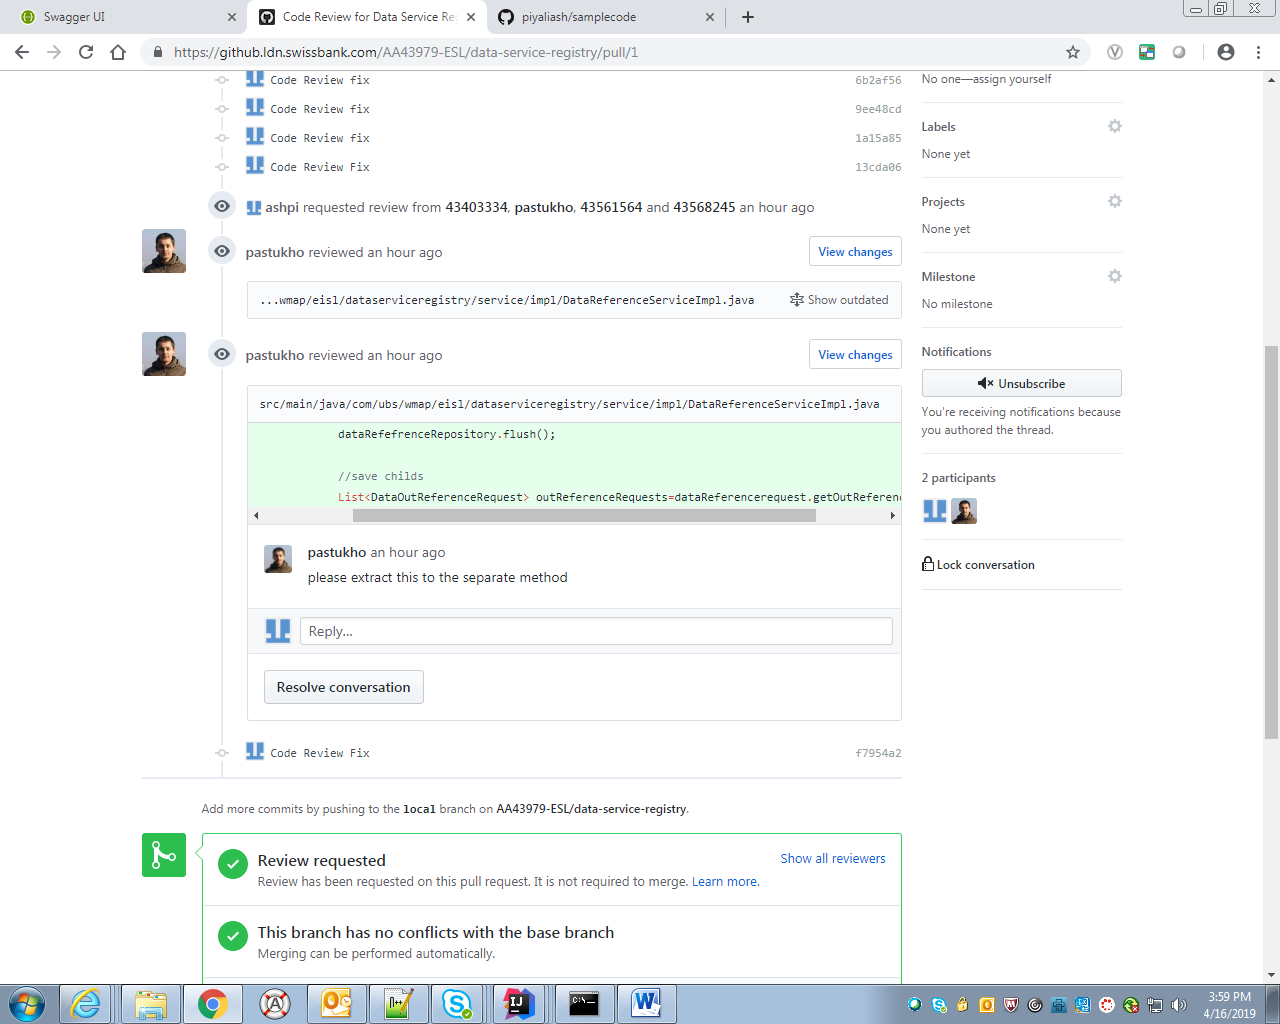 Swagger UI
Code Review for Data Service Re
piyaliash/samplecode
https://github.ldn.swissbank.com/AA43979-ESL/data-service-registry/pull/1
Code Review fix 6b2af56
Code Review fix 9ee48cd
Code Review fix 1a15a85
Code Review Fix 13cda06
ashpi requested review from 43403334, pastukho, 43561564 and 43568245 an hour ago
pastukho reviewed an hour ago
View changes
...wmap/eisl/dataserviceregistry/service/impl/DataReferenceServiceImpl.java
Show outdated
pastukho reviewed an hour ago
View changes
src/main/java/com/ubs/wmap/eisl/dataserviceregistry/service/impl/DataReferenceServiceImpl.java
dataRefefrenceRepository.flush();
//save childs
List<DataOutReferenceRequest> outReferenceRequests=dataReferencerequest.getOutReferenc
pastukho an hour ago
please extract this to the separate method
Reply...
Resolve conversation
Code Review Fix f7954a2
Add more commits by pushing to the local branch on AA43979-ESL/data-service-registry.
Review requested
Show all reviewers
Review has been requested on this pull request. It is not required to merge. Learn more.
This branch has no conflicts with the base branch
Merging can be performed automatically.
No one—assign yourself
Labels
None yet
Projects
None yet
Milestone
No milestone
Notifications
Unsubscribe
You're receiving notifications because
you authored the thread.
2 participants
Lock conversation
3:59 PM
4/16/2019